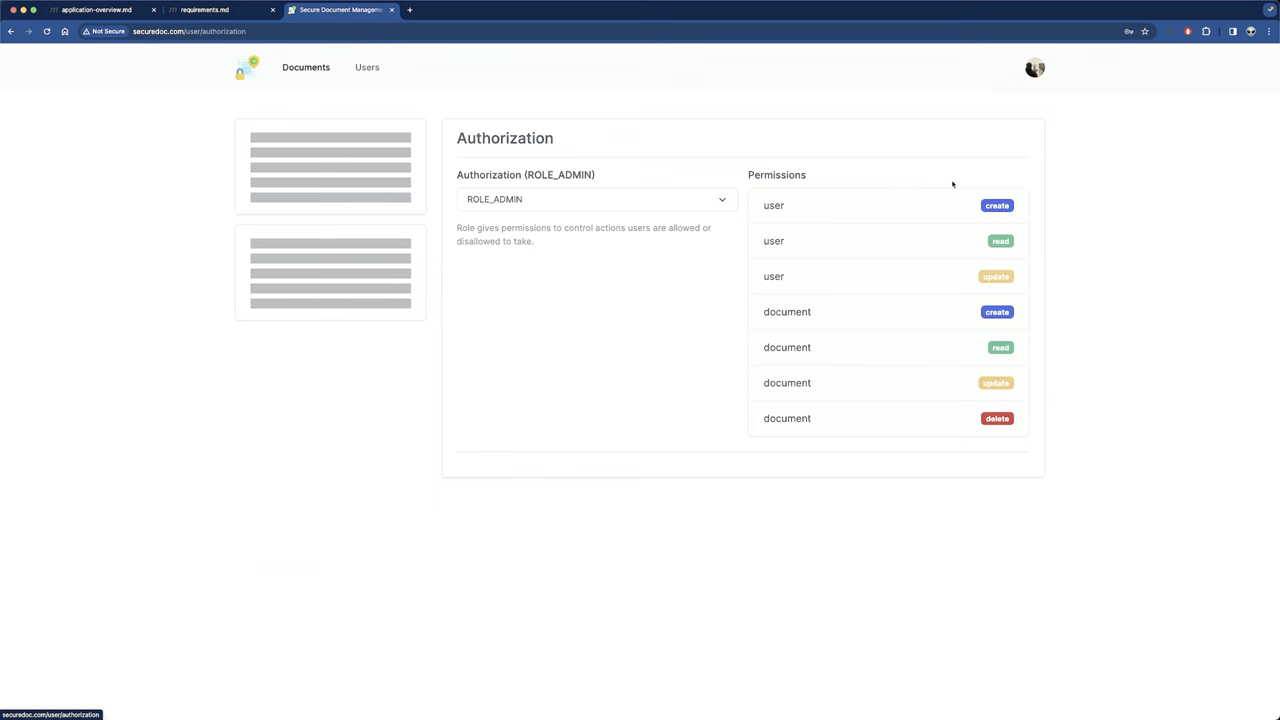 application-overview.md
requirements.md
Secure Document Manageme
Not Secure
securedoc.com/user/authorization
Documents
Users
Authorization
Authorization (ROLE_ADMIN)
ROLE_ADMIN
Role gives permissions to control actions users are allowed or
disallowed to take.
Permissions
user create
user read
user update
document create
document read
document update
document delete
securedoc.com/user/authorization